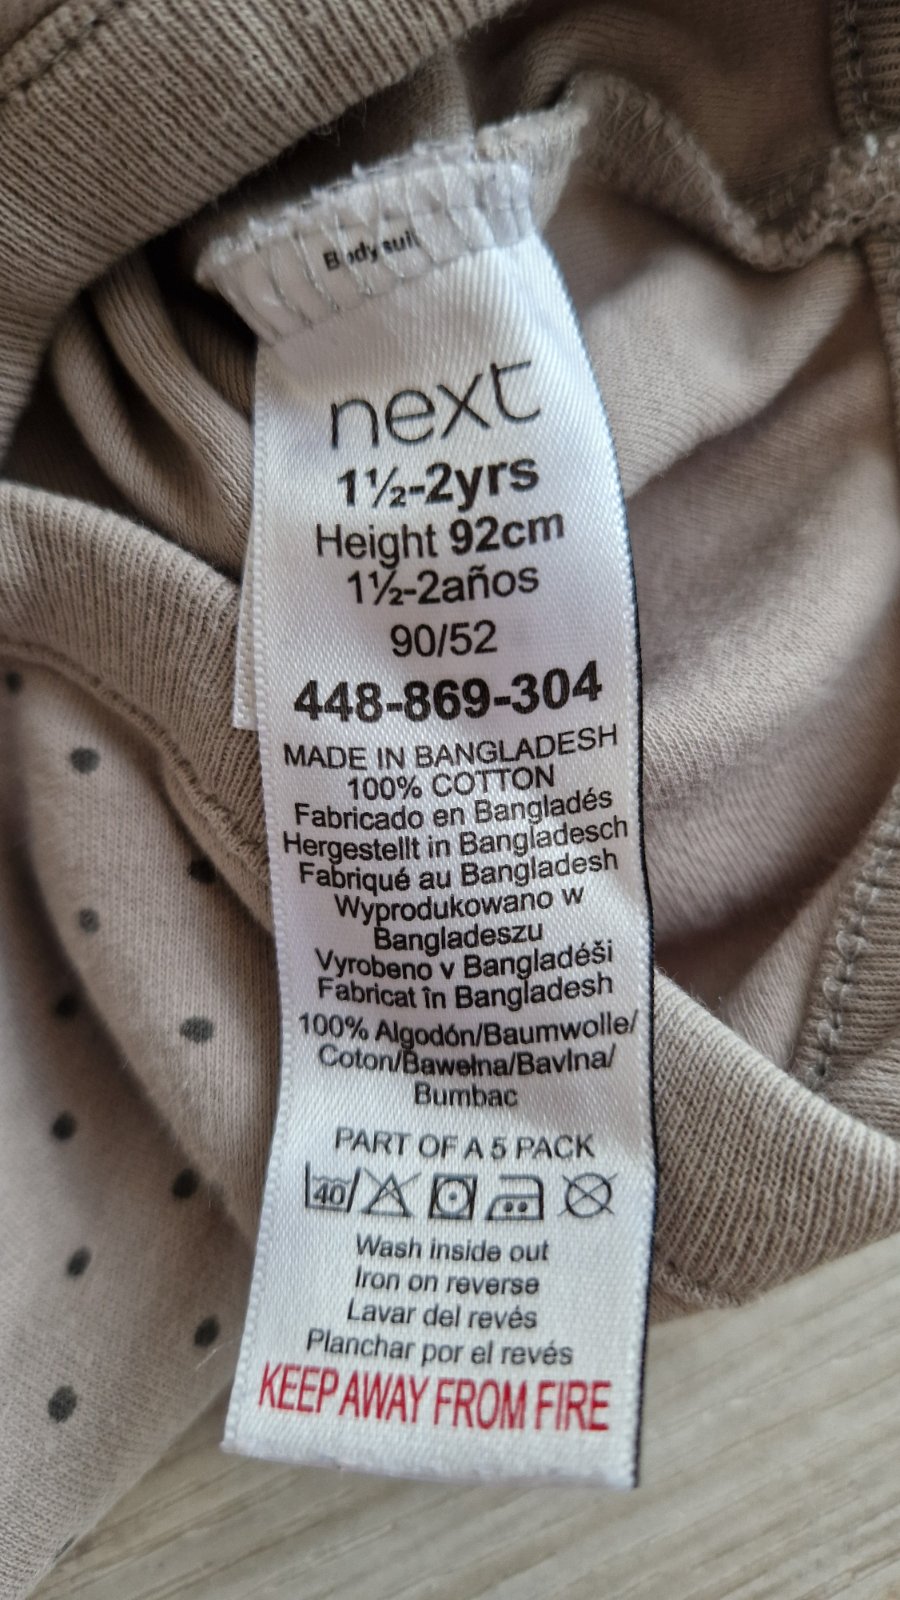 Bodysuit
next
1½-2yrs
Height 92cm
1½-2años
90/52
448-869-304
MADE IN BANGLADESH
100% COTTON
Fabricado en Bangladés
Hergestellt in Bangladesch
Fabriqué au Bangladesh
Wyprodukowano w
Bangladeszu
Vyrobeno v Bangladéši
Fabricat în Bangladesh
100% Algodón/Baumwolle/
Coton/Bawełna/Bavlna/
Bumbac
PART OF A 5 PACK
40
Wash inside out
Iron on reverse
Lavar del revés
Planchar por el revés
KEEP AWAY FROM FIRE